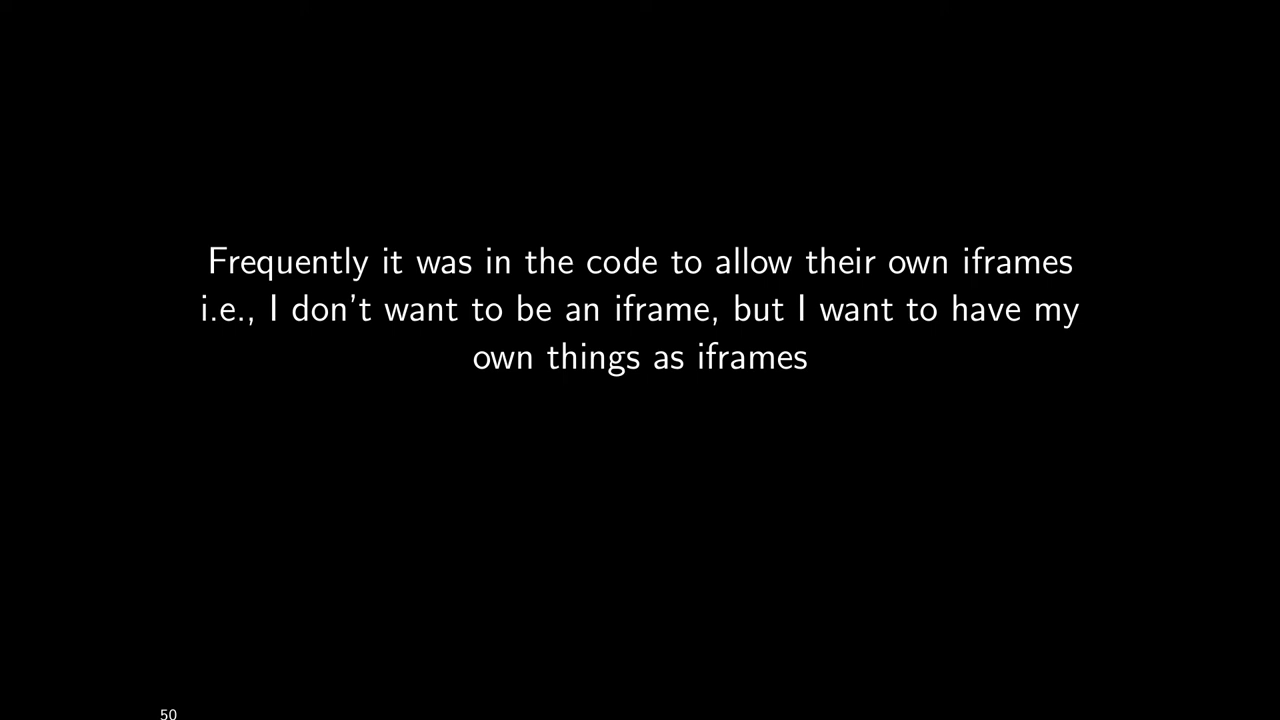 Frequently it was in the code to allow their own iframes
i.e., I don't want to be an iframe, but I want to have my
own things as iframes
50